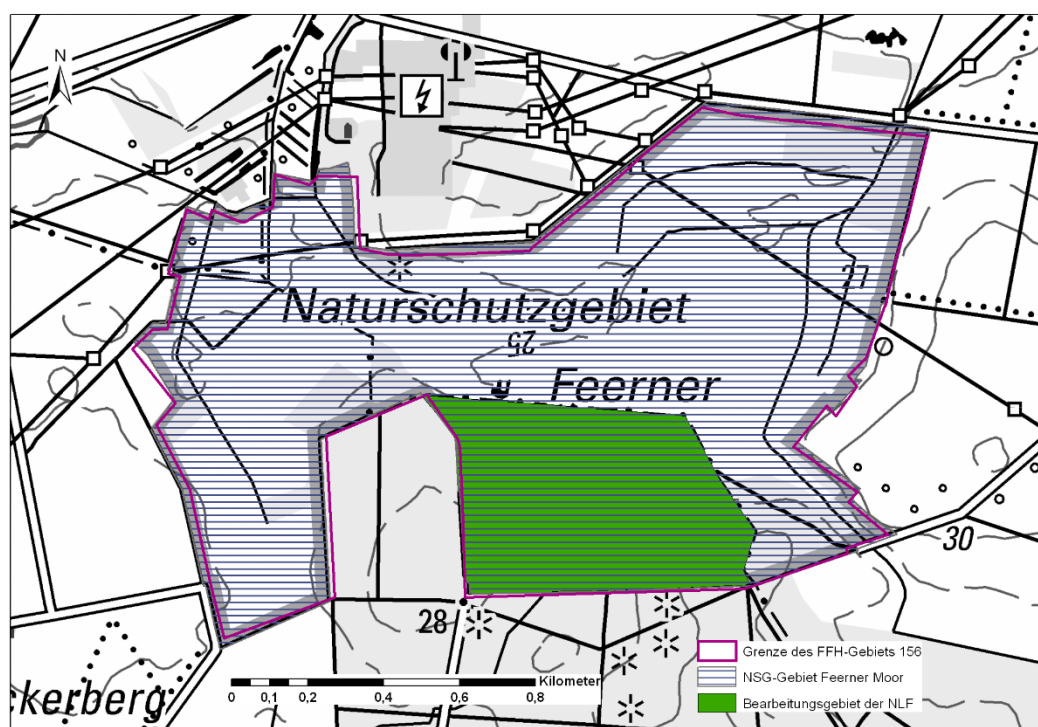 N
Naturschutzgebiet
27
25
Feerner
30
28
Grenze des FFH-Gebiets 156
NSG-Gebiet Feerner Moor
Bearbeitungsgebiet der NLF
Kilometer
0 0,1 0,2 0,4 0,6 0,8
ckerberg